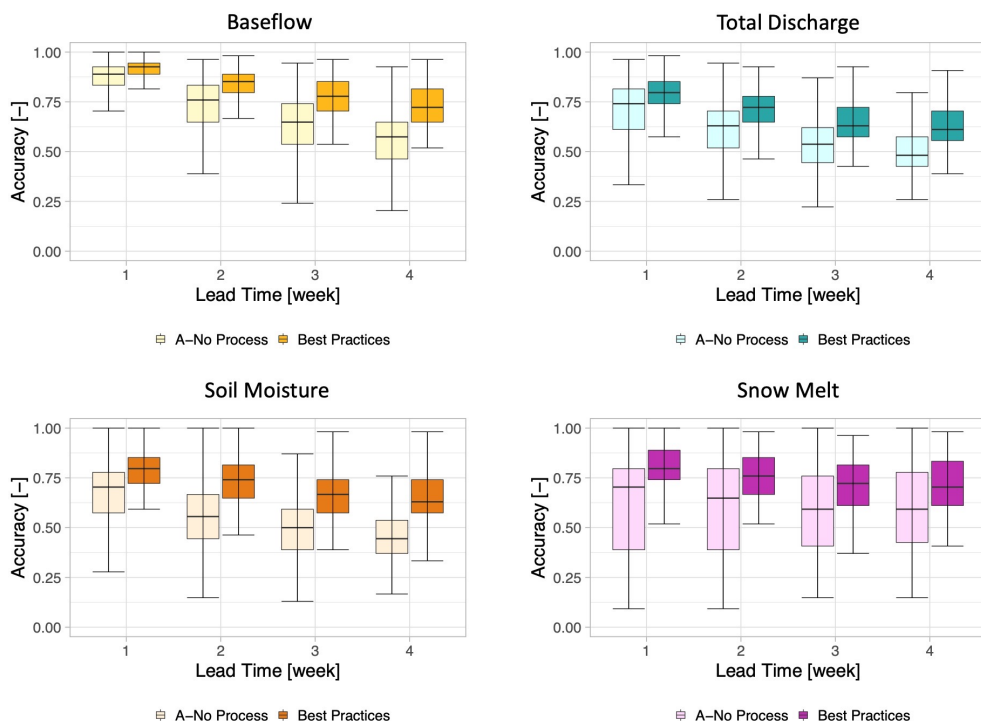 Baseflow
Accuracy [−]
1.00
0.75
0.50
0.25
0.00
1 2 3 4
Lead Time [week]
A−No Process Best Practices
Total Discharge
Accuracy [−]
1.00
0.75
0.50
0.25
0.00
1 2 3 4
Lead Time [week]
A−No Process Best Practices
Soil Moisture
Accuracy [−]
1.00
0.75
0.50
0.25
0.00
1 2 3 4
Lead Time [week]
A−No Process Best Practices
Snow Melt
Accuracy [−]
1.00
0.75
0.50
0.25
0.00
1 2 3 4
Lead Time [week]
A−No Process Best Practices